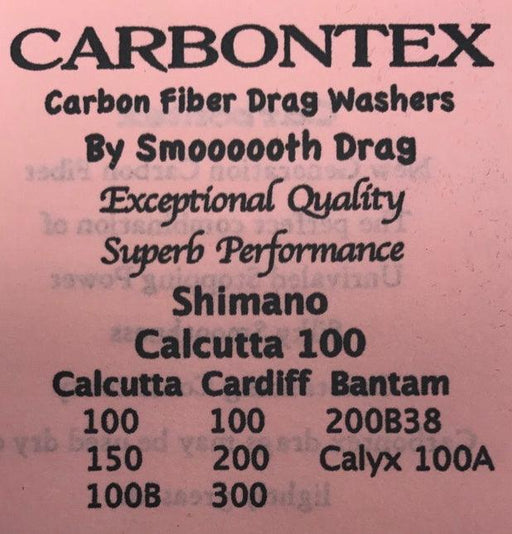 CARBONTEX
Carbon Fiber Drag Washers
By Smoooooth Drag
Exceptional Quality
Superb Performance
Shimano
Calcutta 100
Calcutta Cardiff Bantam
100 100 200B38
150 200 Calyx 100A
100B 300